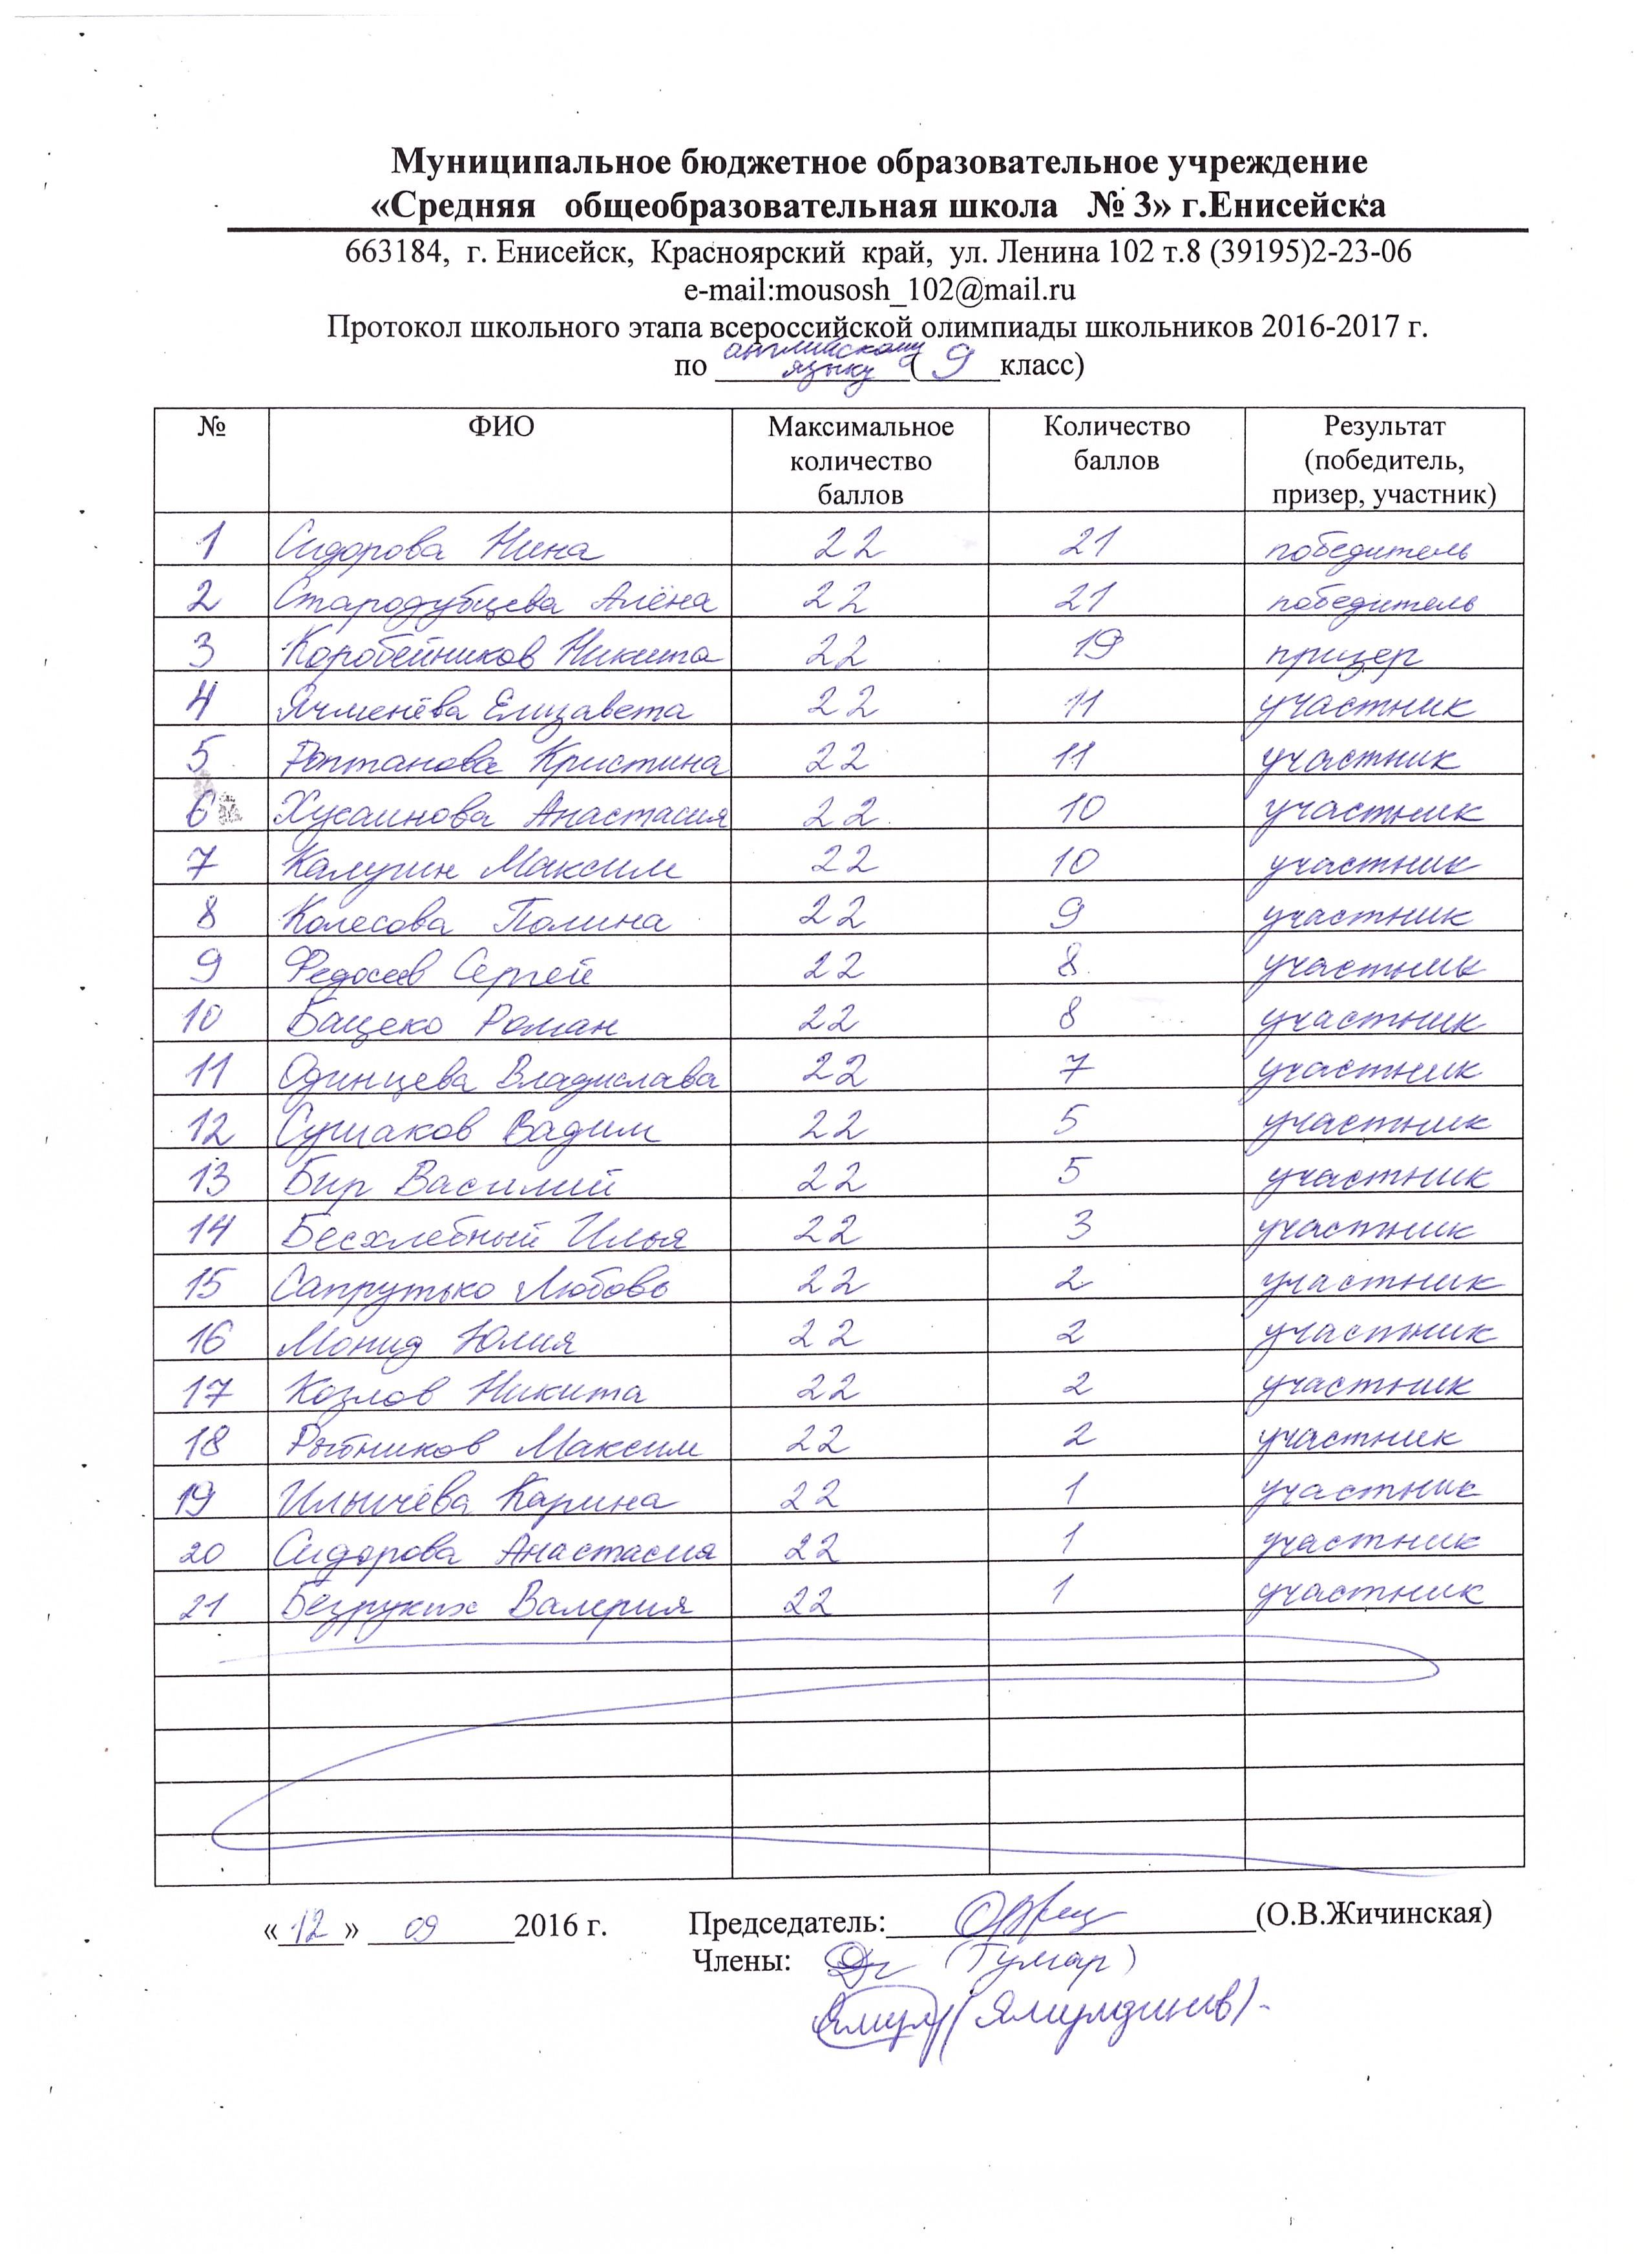 Муниципальное бюджетное образовательное учреждение
«Средняя общеобразовательная школа № 3» г.Енисейска
663184, г. Енисейск, Красноярский край, ул. Ленина 102 т.8 (39195)2-23-06
e-mail:mousosh_102@mail.ru
Протокол школьного этапа всероссийской олимпиады школьников 2016-2017 г.
по английскому языку (9 класс)
№ ФИО Максимальное количество баллов Количество баллов Результат (победитель, призер, участник)
1 Сидорова Нина 22 21 победитель
2 Стародубцева Алёна 22 21 победитель
3 Коробейников Никита 22 19 призер
4 Ячменёва Елизавета 22 11 участник
5 Кристина 22 11 участник
6 Хусаинова Анастасия 22 10 участник
7 Максим 22 10 участник
8 Колесова Полина 22 9 участник
9 Федосеев Сергей 22 8 участник
10 Бацеко Роман 22 8 участник
11 Одинцева Владислава 22 7 участник
12 Сушаков Вадим 22 5 участник
13 Бир Василий 22 5 участник
14 Бесхлебный Илья 22 3 участник
15 Сапрутько Любовь 22 2 участник
16 Юлия 22 2 участник
17 Козлов Никита 22 2 участник
18 Рыбников Максим 22 2 участник
19 Ильичёва Карина 22 1 участник
20 Сидорова Анастасия 22 1 участник
21 Безруких Валерия 22 1 участник
«12» 09 2016 г. Председатель: (О.В.Жичинская)
Члены: (Гумар)
(Ямулдинов)